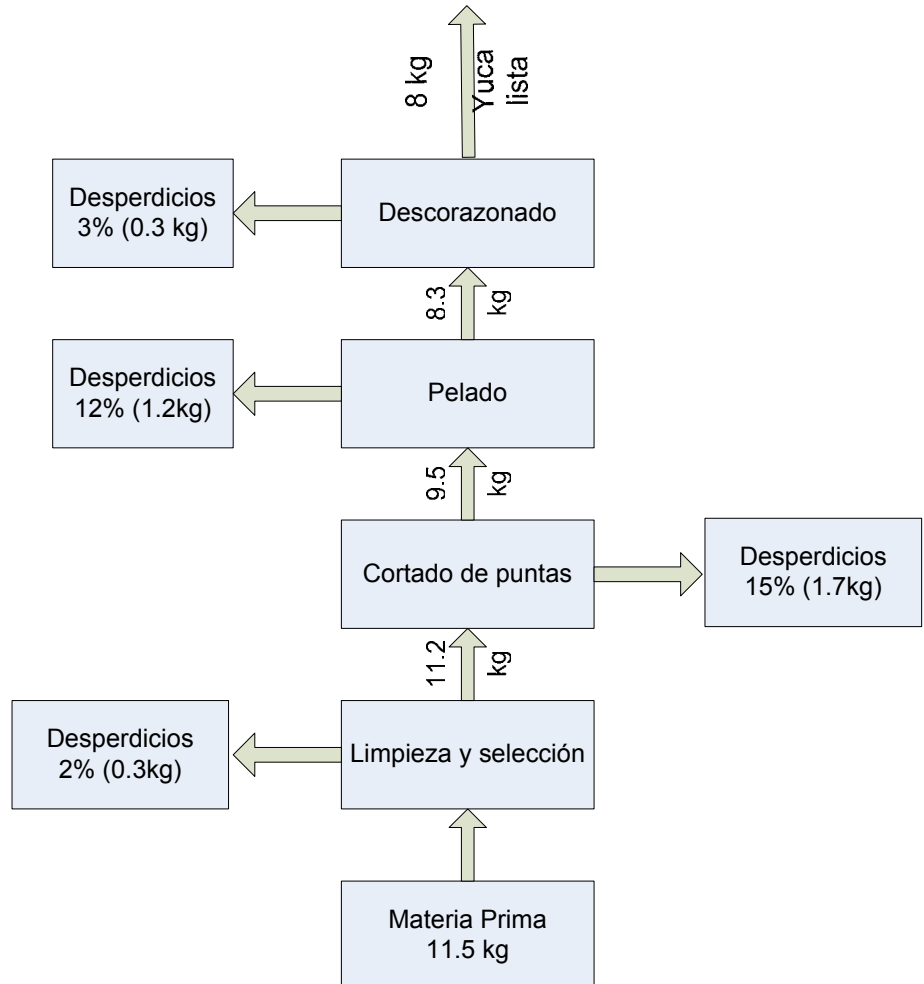 8 kg
Yuca
lista
Desperdicios
3% (0.3 kg)
Descorazonado
8.3
kg
Desperdicios
12% (1.2kg)
Pelado
9.5
kg
Cortado de puntas
Desperdicios
15% (1.7kg)
11.2
kg
Desperdicios
2% (0.3kg)
Limpieza y selección
Materia Prima
11.5 kg